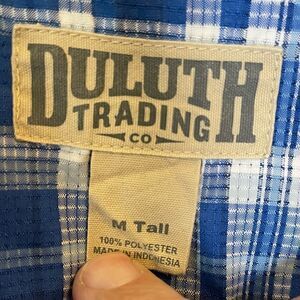 DULUTH
TRADING
CO
M Tall
100% POLYESTER
MADE IN INDONESIA